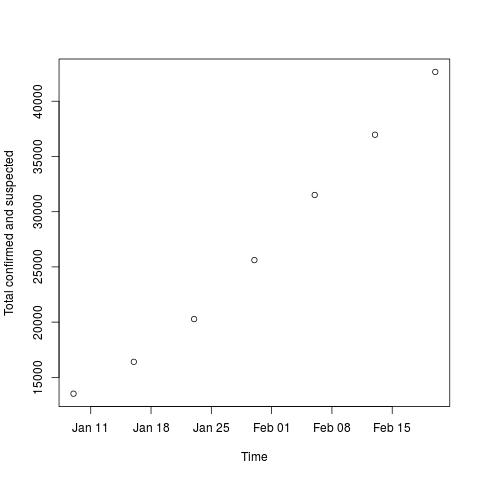 Total confirmed and suspected
40000
35000
30000
25000
20000
15000
Jan 11 Jan 18 Jan 25 Feb 01 Feb 08 Feb 15
Time